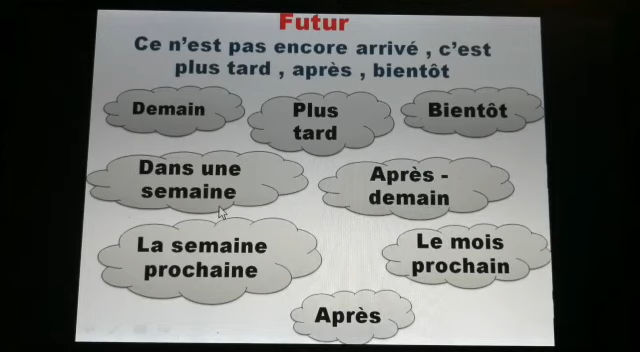 Futur
Ce n'est pas encore arrivé , c'est
plus tard , après , bientôt
Demain
Plus
tard
Bientôt
Dans une
semaine
Après -
demain
La semaine
prochaine
Le mois
prochain
Après